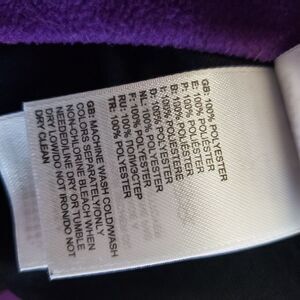 GB: 100% POLYESTER
E: 100% POLIÉSTER
P: 100% POLIÉSTER
I: 100% POLIESTERE
D: 100% POLYESTER
F: 100% POLYESTER
NL: 100% POLYESTER
RU: 100% ПОЛИЭСТЕР
TR: 100% POLYESTER
GB: MACHINE WASH COLD/WASH
COLORS SEPARATELY/ONLY
NON-CHLORINE BLEACH WHEN
NEEDED/LINE DRY OR TUMBLE
DRY LOW/DO NOT IRON/DO NOT
DRY CLEAN